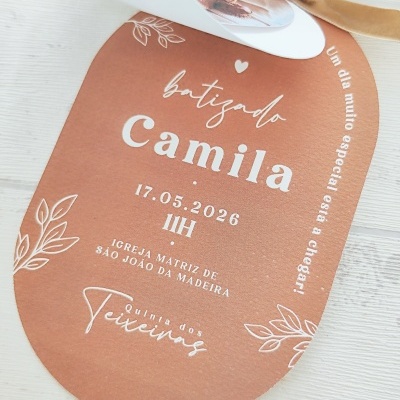 batizado
Camila
17.05.2026
11H
IGREJA MATRIZ DE
SÃO JOÃO DA MADEIRA
Quinta dos
Teixeiras
Um dia muito especial está a chegar!